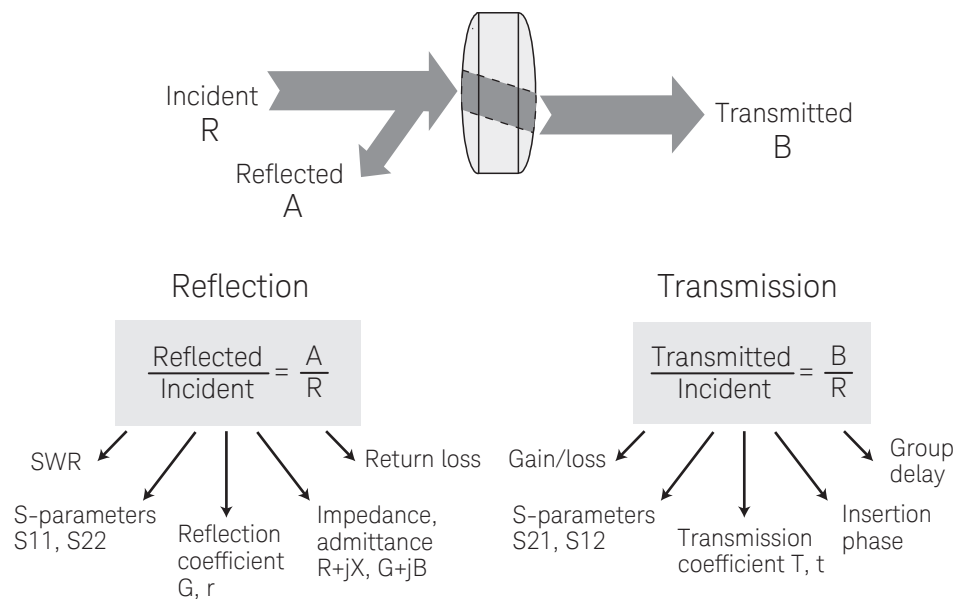 Incident
R
Reflected
A
Transmitted
B
Reflection
Transmission
Reflected
Incident
=
A
R
Transmitted
Incident
=
B
R
SWR
S-parameters
S11, S22
Reflection
coefficient
G, r
Impedance,
admittance
R+jX, G+jB
Return loss
Gain/loss
S-parameters
S21, S12
Transmission
coefficient T, t
Insertion
phase
Group
delay